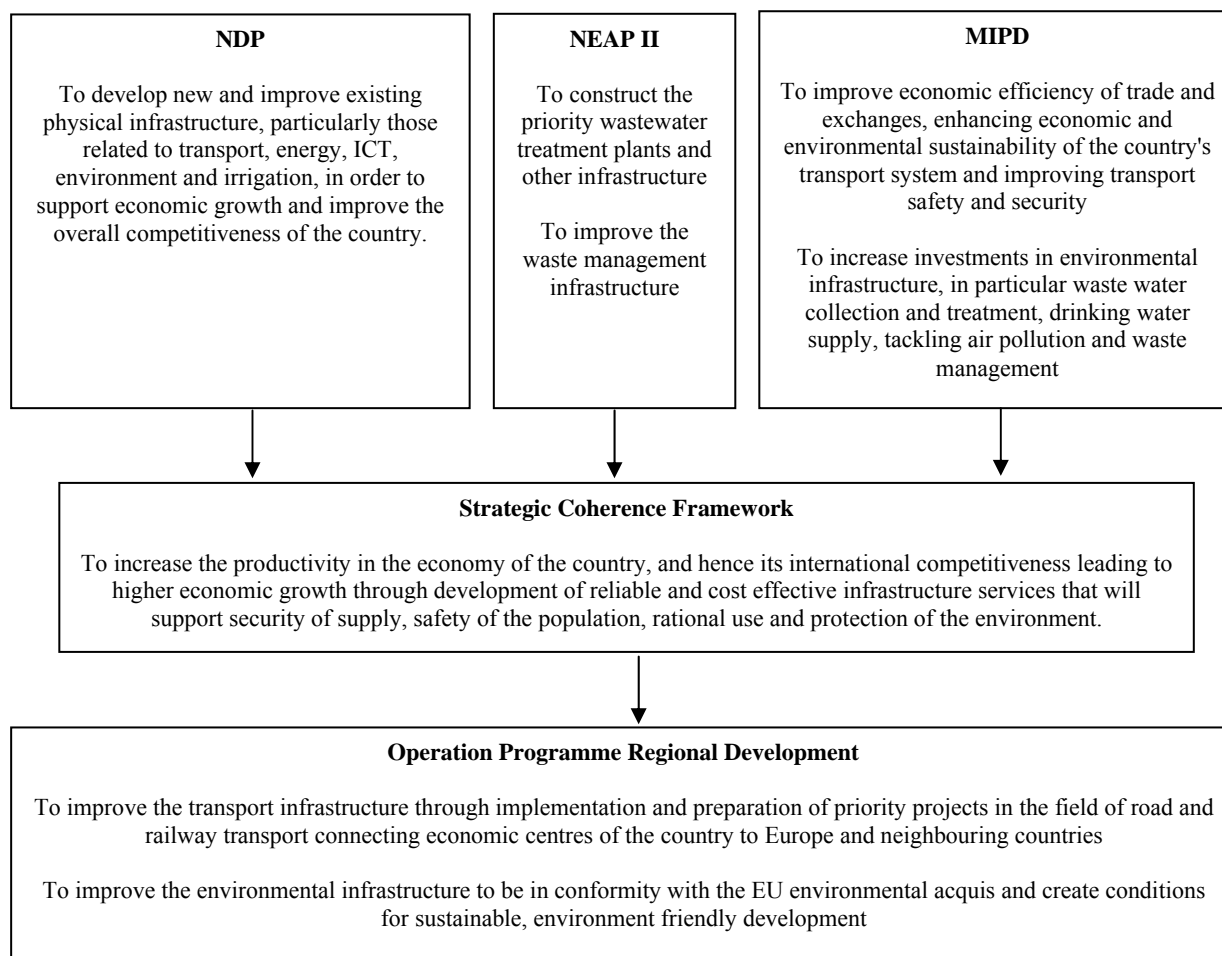 NDP
To develop new and improve existing
physical infrastructure, particularly those
related to transport, energy, ICT,
environment and irrigation, in order to
support economic growth and improve the
overall competitiveness of the country.
NEAP II
To construct the
priority wastewater
treatment plants and
other infrastructure
To improve the
waste management
infrastructure
MIPD
To improve economic efficiency of trade and
exchanges, enhancing economic and
environmental sustainability of the country's
transport system and improving transport
safety and security
To increase investments in environmental
infrastructure, in particular waste water
collection and treatment, drinking water
supply, tackling air pollution and waste
management
Strategic Coherence Framework
To increase the productivity in the economy of the country, and hence its international competitiveness leading to
higher economic growth through development of reliable and cost effective infrastructure services that will
support security of supply, safety of the population, rational use and protection of the environment.
Operation Programme Regional Development
To improve the transport infrastructure through implementation and preparation of priority projects in the field of road and
railway transport connecting economic centres of the country to Europe and neighbouring countries
To improve the environmental infrastructure to be in conformity with the EU environmental acquis and create conditions
for sustainable, environment friendly development